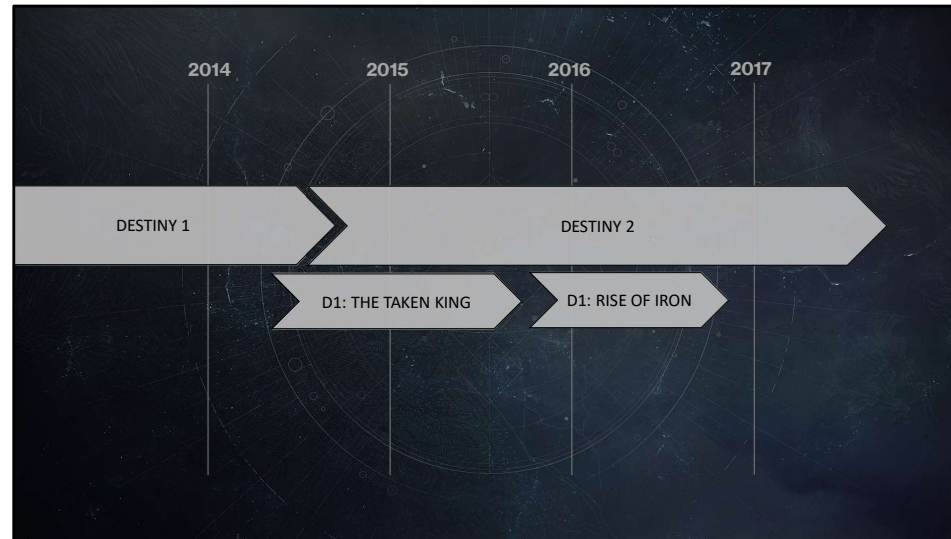 2014 2015 2016 2017
DESTINY 1 DESTINY 2
D1: THE TAKEN KING D1: RISE OF IRON